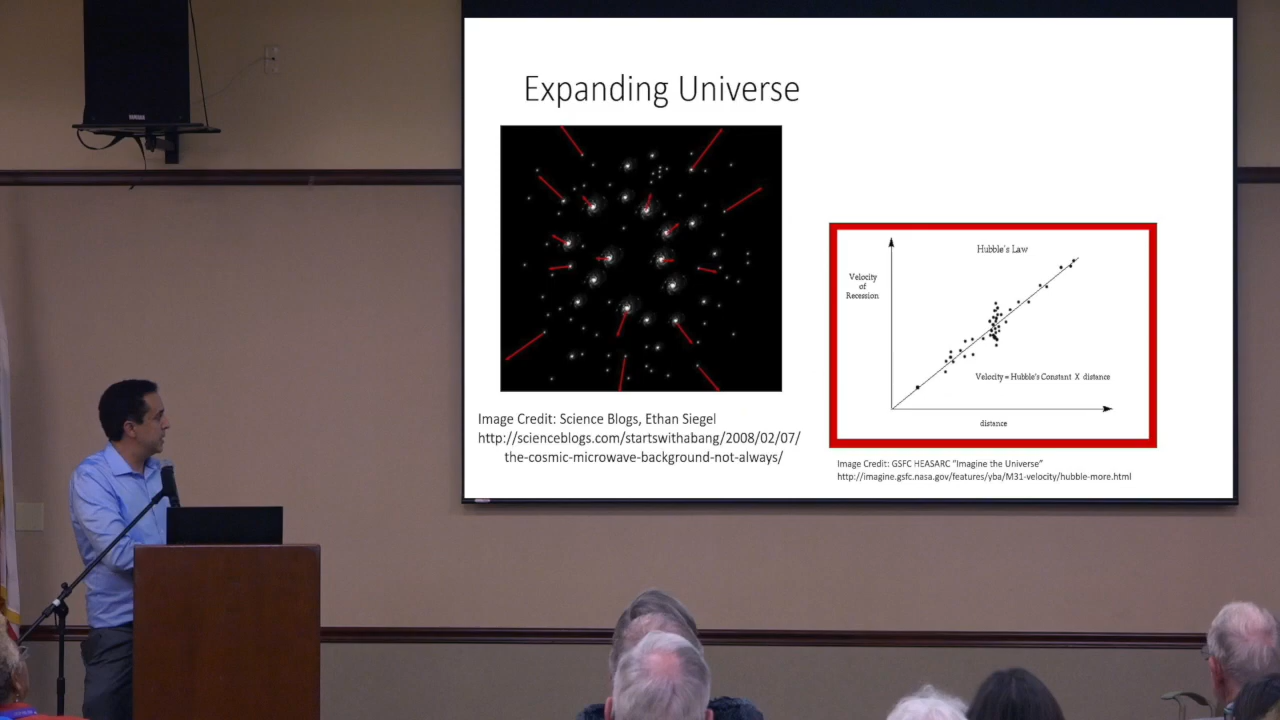 YAMAHA
Expanding Universe
Hubble's Law
Velocity
of
Recession
Velocity = Hubble's Constant X distance
distance
Image Credit: Science Blogs, Ethan Siegel
http://scienceblogs.com/startswithabang/2008/02/07/
the-cosmic-microwave-background-not-always/
Image Credit: GSFC HEASARC "Imagine the Universe"
http://imagine.gsfc.nasa.gov/features/yba/M31-velocity/hubble-more.html